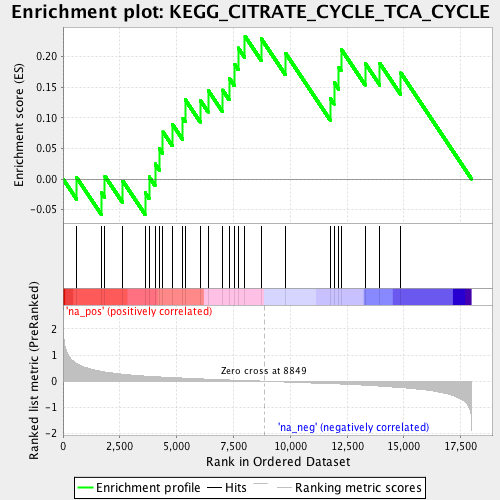 Enrichment plot: KEGG_CITRATE_CYCLE_TCA_CYCLE
Enrichment score (ES)
0.20
0.15
0.10
0.05
0.00
-0.05
'na_pos' (positively correlated)
Ranked list metric (PreRanked)
2
1
0
-1
-2
Zero cross at 8849
'na_neg' (negatively correlated)
0
2,500
5,000
7,500
10,000
12,500
15,000
17,500
Rank in Ordered Dataset
Enrichment profile
Hits
Ranking metric scores